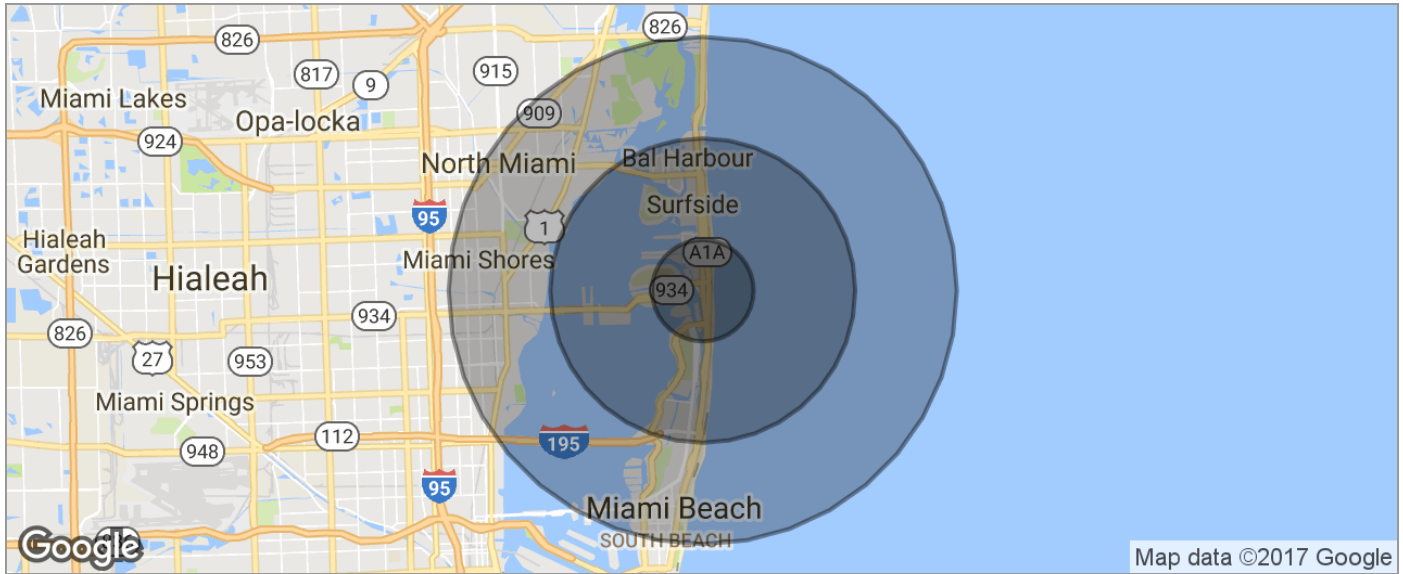 826
826
915
817
9
Miami Lakes
909
Opa-locka
924
North Miami
Bal Harbour
Surfside
95
1
Hialeah
Gardens
Miami Shores
A1A
Hialeah
934
934
826
27
953
Miami Springs
112
195
948
95
Miami Beach
SOUTH BEACH
Google
Map data ©2017 Google